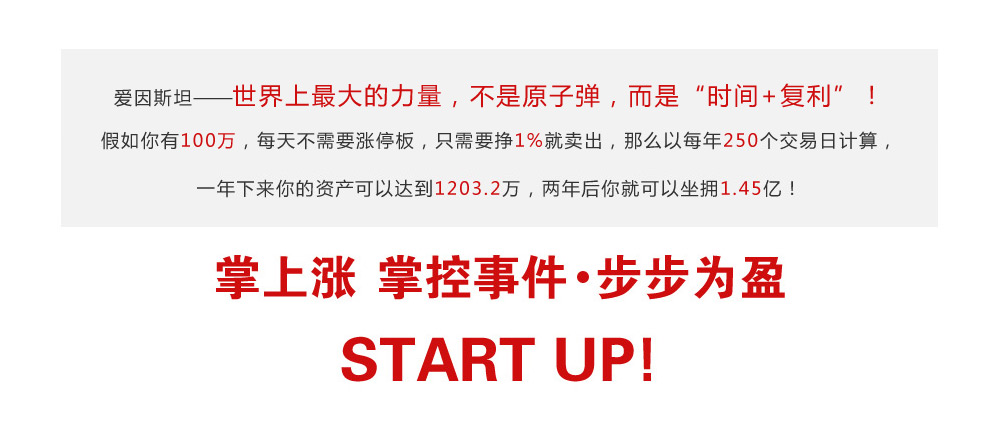 爱因斯坦——世界上最大的力量，不是原子弹，而是“时间+复利”！
假如你有100万，每天不需要涨停板，只需要挣1%就卖出，那么以每年250个交易日计算，
一年下来你的资产可以达到1203.2万，两年后你就可以坐拥1.45亿！
掌上涨 掌控事件·步步为盈
START UP!